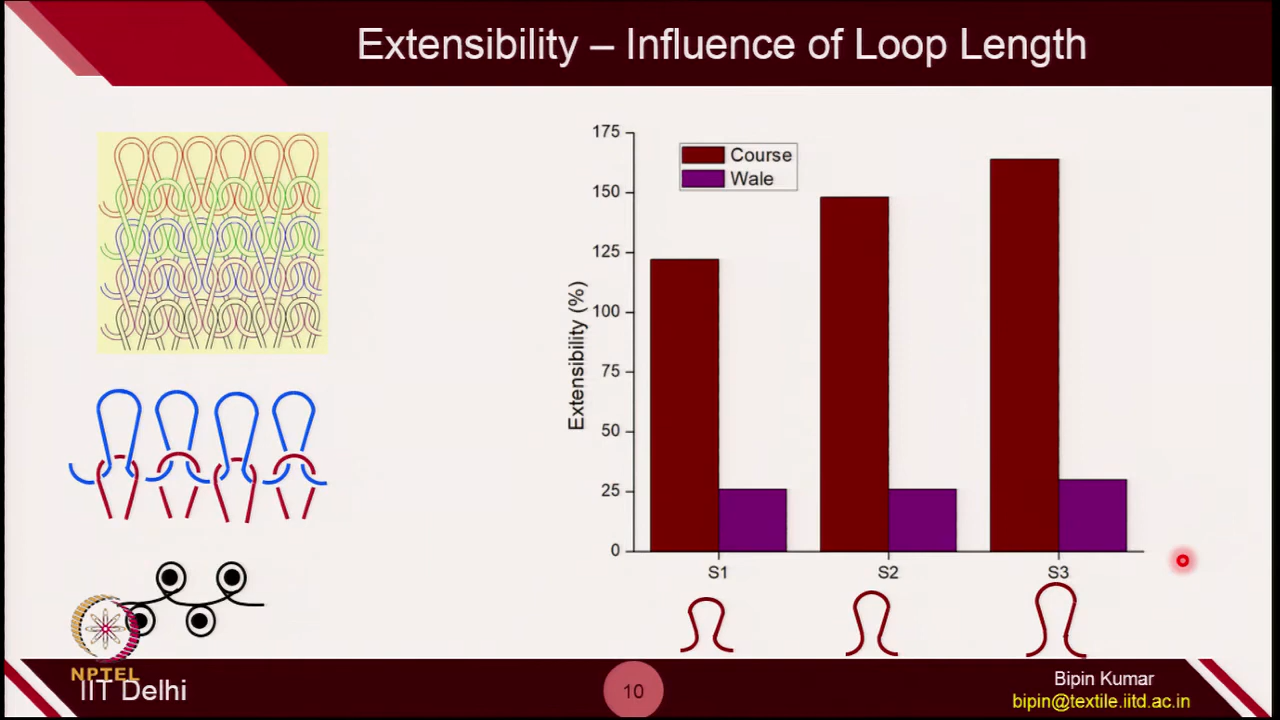 Extensibility – Influence of Loop Length
175
150
125
100
75
50
25
0
Extensibility (%)
Course
Wale
S1
S2
S3
NPTEL
IIT Delhi
10
Bipin Kumar
bipin@textile.iitd.ac.in